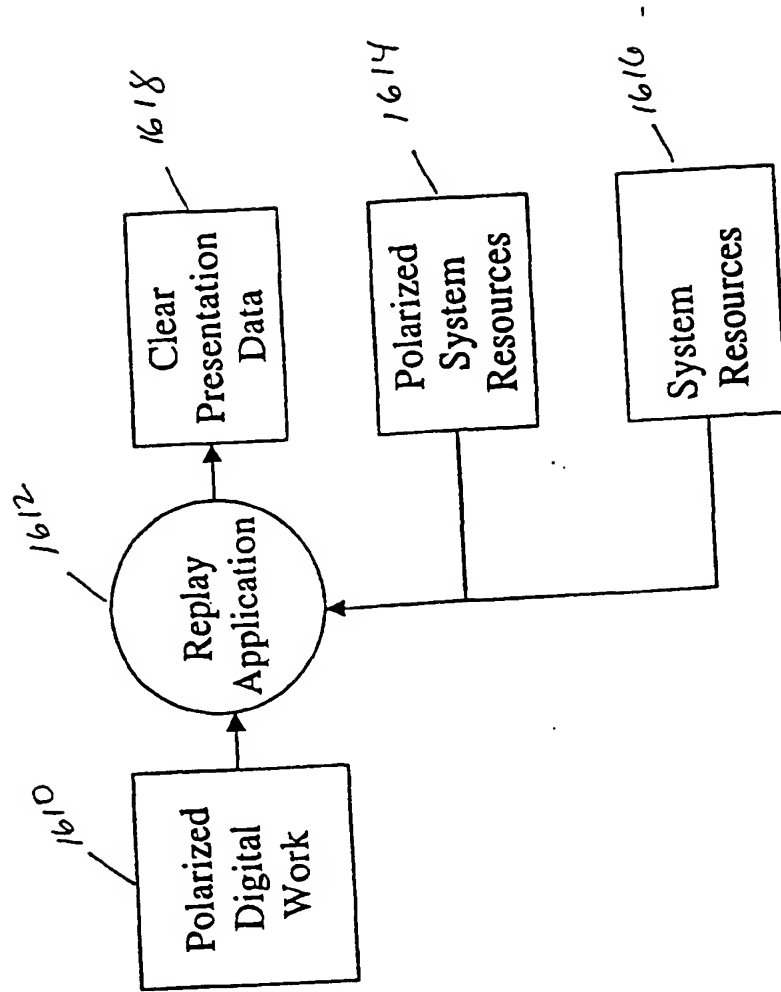 1610
Polarized
Digital
Work
1612
Replay
Application
1618
Clear
Presentation
Data
1614
Polarized
System
Resources
1616
System
Resources